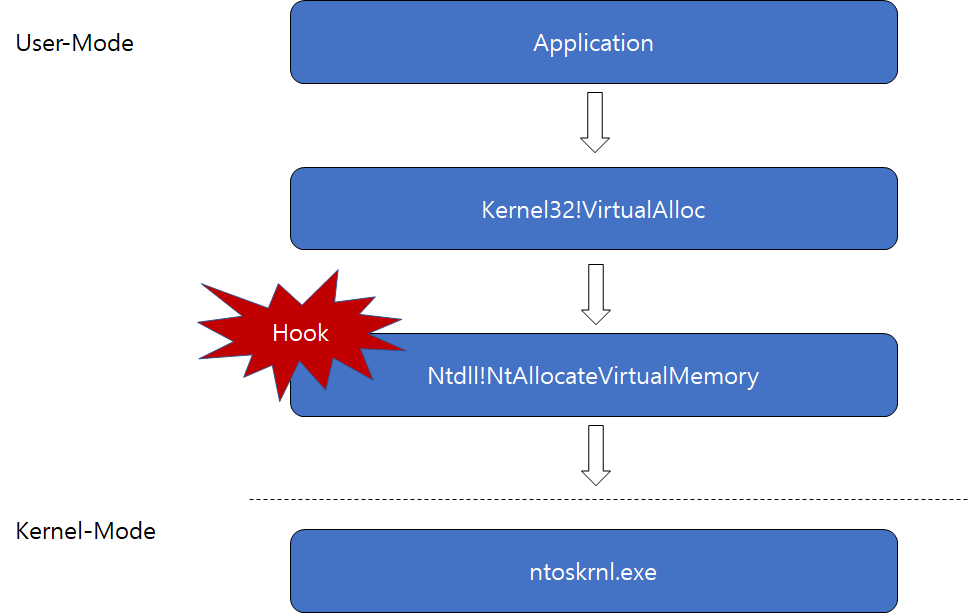 User-Mode
Application
Kernel32!VirtualAlloc
Hook
Ntdll!NtAllocateVirtualMemory
Kernel-Mode
ntoskrnl.exe